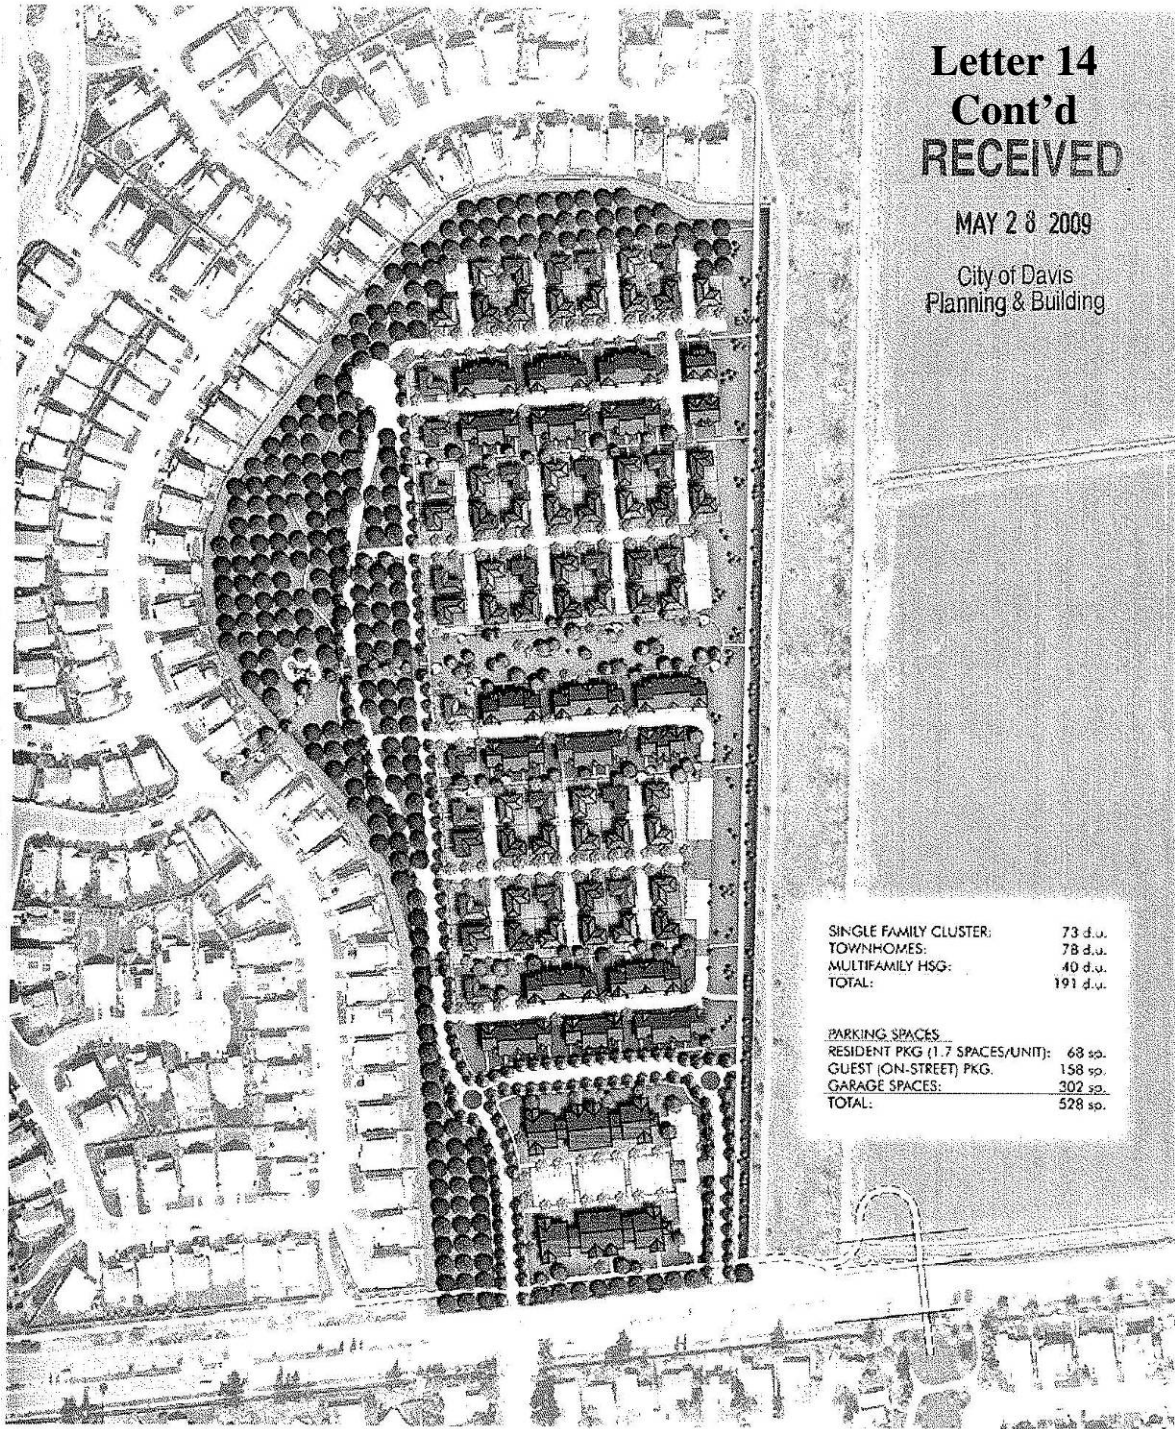 Letter 14
Cont'd
RECEIVED
MAY 28 2009
City of Davis
Planning & Building
SINGLE FAMILY CLUSTER: 73 d.u.
TOWNHOMES: 78 d.u.
MULTIFAMILY HSG: 40 d.u.
TOTAL: 191 d.u.
PARKING SPACES
RESIDENT PKG (1.7 SPACES/UNIT): 68 sp.
GUEST (ON-STREET) PKG. 158 sp.
GARAGE SPACES: 302 sp.
TOTAL: 528 sp.